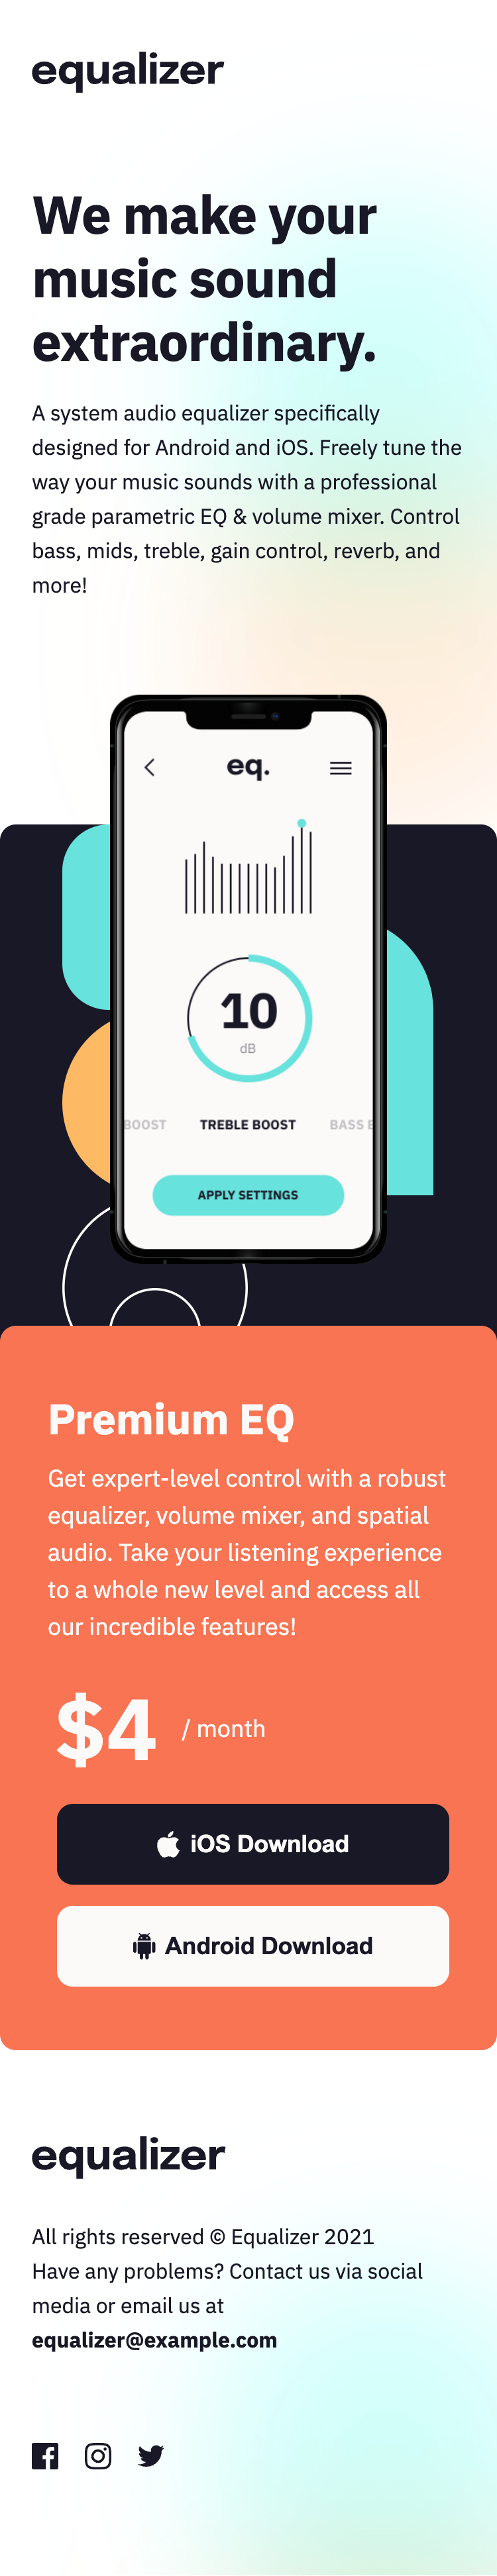 equalizer
We make your
music sound
extraordinary.
A system audio equalizer specifically
designed for Android and iOS. Freely tune the
way your music sounds with a professional
grade parametric EQ & volume mixer. Control
bass, mids, treble, gain control, reverb, and
more!
eq.
10
dB
BOOST TREBLE BOOST BASS
APPLY SETTINGS
Premium EQ
Get expert-level control with a robust
equalizer, volume mixer, and spatial
audio. Take your listening experience
to a whole new level and access all
our incredible features!
$4 / month
iOS Download
Android Download
equalizer
All rights reserved © Equalizer 2021
Have any problems? Contact us via social
media or email us at
equalizer@example.com